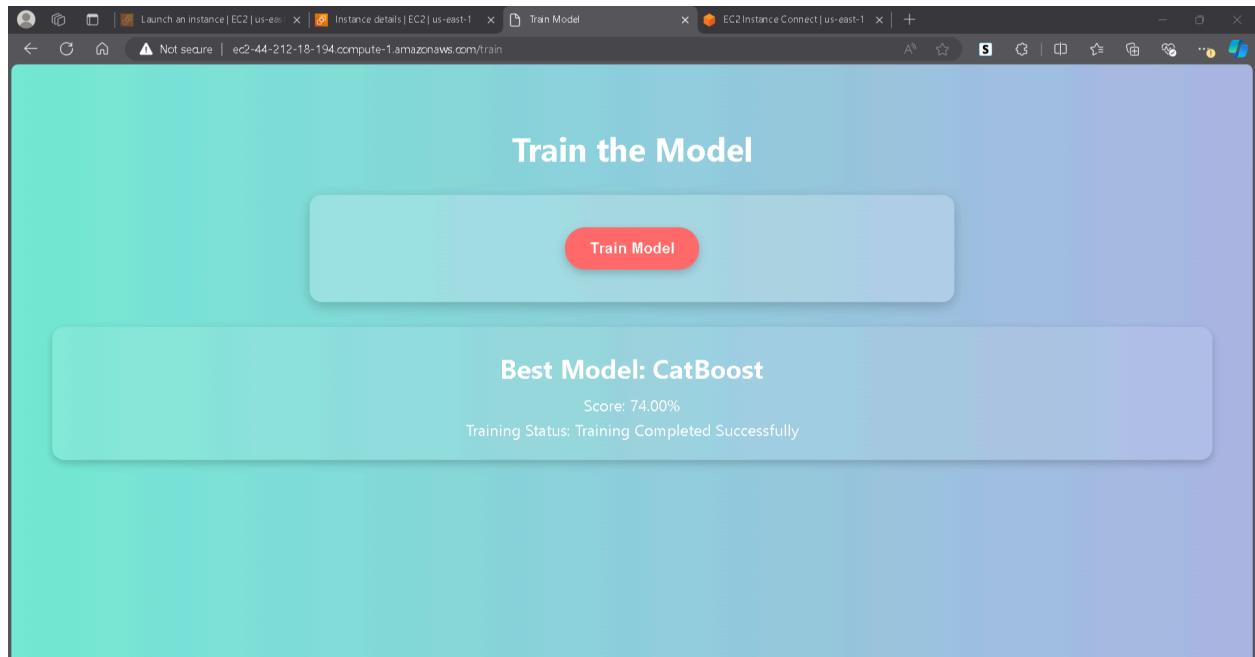 Launch an instance | EC2 | us-eas
Instance details | EC2 | us-east-1
Train Model
EC2 Instance Connect | us-east-1
Not secure | ec2-44-212-18-194.compute-1.amazonaws.com/train
Train the Model
Train Model
Best Model: CatBoost
Score: 74.00%
Training Status: Training Completed Successfully